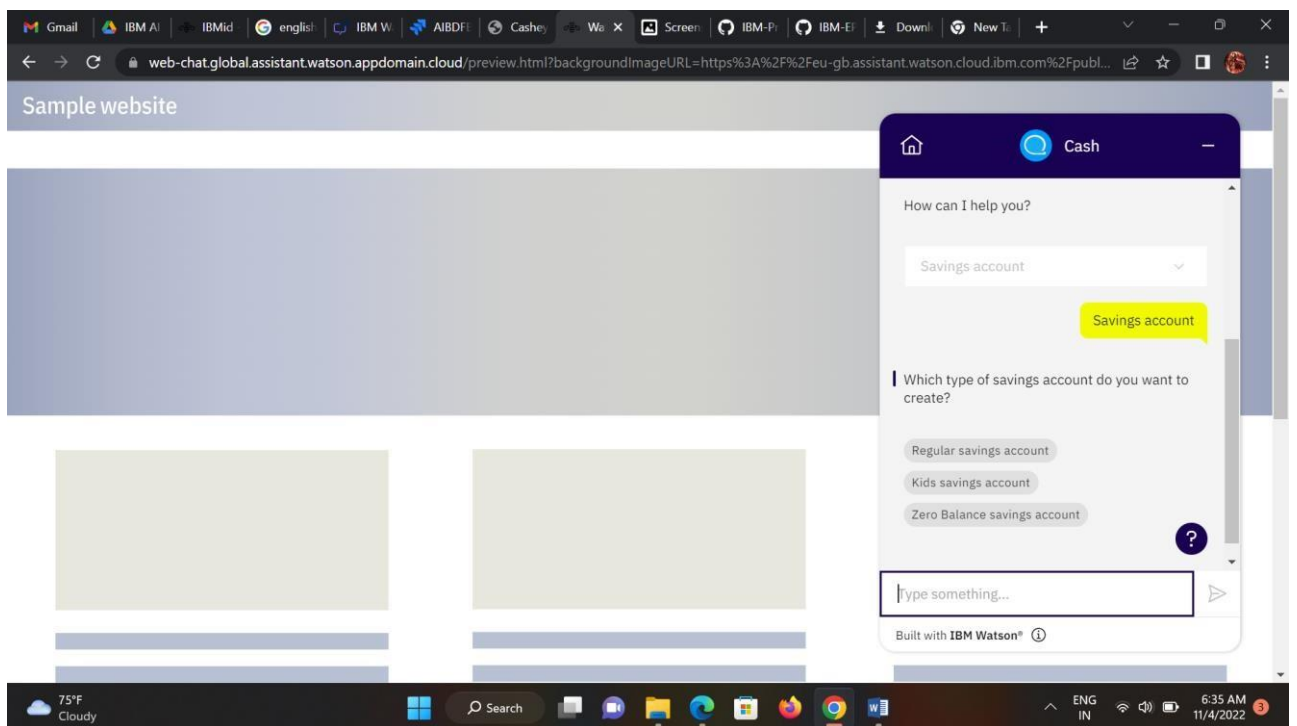 Gmail IBM AI IBMid english IBM W AIBDFE Cashey Wa Screen IBM-Pr IBM-EF Downl New Ta
web-chat.global.assistant.watson.appdomain.cloud/preview.html?backgroundImageURL=https%3A%2F%2Feu-gb.assistant.watson.cloud.ibm.com%2Fpubl...
Sample website
Cash
How can I help you?
Savings account
Savings account
Which type of savings account do you want to
create?
Regular savings account
Kids savings account
Zero Balance savings account
?
Type something...
Built with IBM Watson®
75°F
Cloudy
Search
ENG
IN
6:35 AM
11/4/2022
3